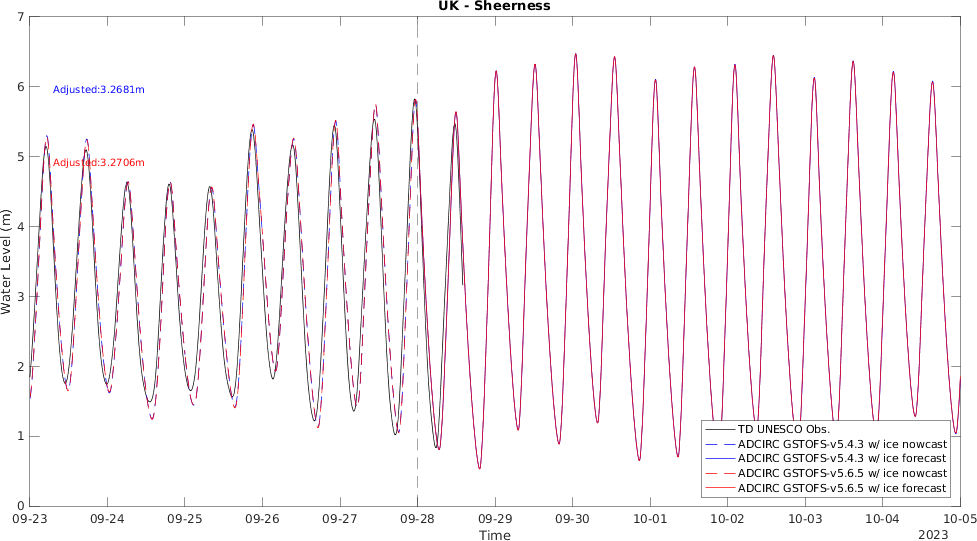 UK - Sheerness
7
6
5
4
3
2
1
0
Water Level (m)
Adjusted:3.2681m
Adjusted:3.2706m
TD UNESCO Obs.
ADCIRC GSTOFS-v5.4.3 w/ ice nowcast
ADCIRC GSTOFS-v5.4.3 w/ ice forecast
ADCIRC GSTOFS-v5.6.5 w/ ice nowcast
ADCIRC GSTOFS-v5.6.5 w/ ice forecast
09-23 09-24 09-25 09-26 09-27 09-28 09-29 09-30 10-01 10-02 10-03 10-04 10-05
Time
2023